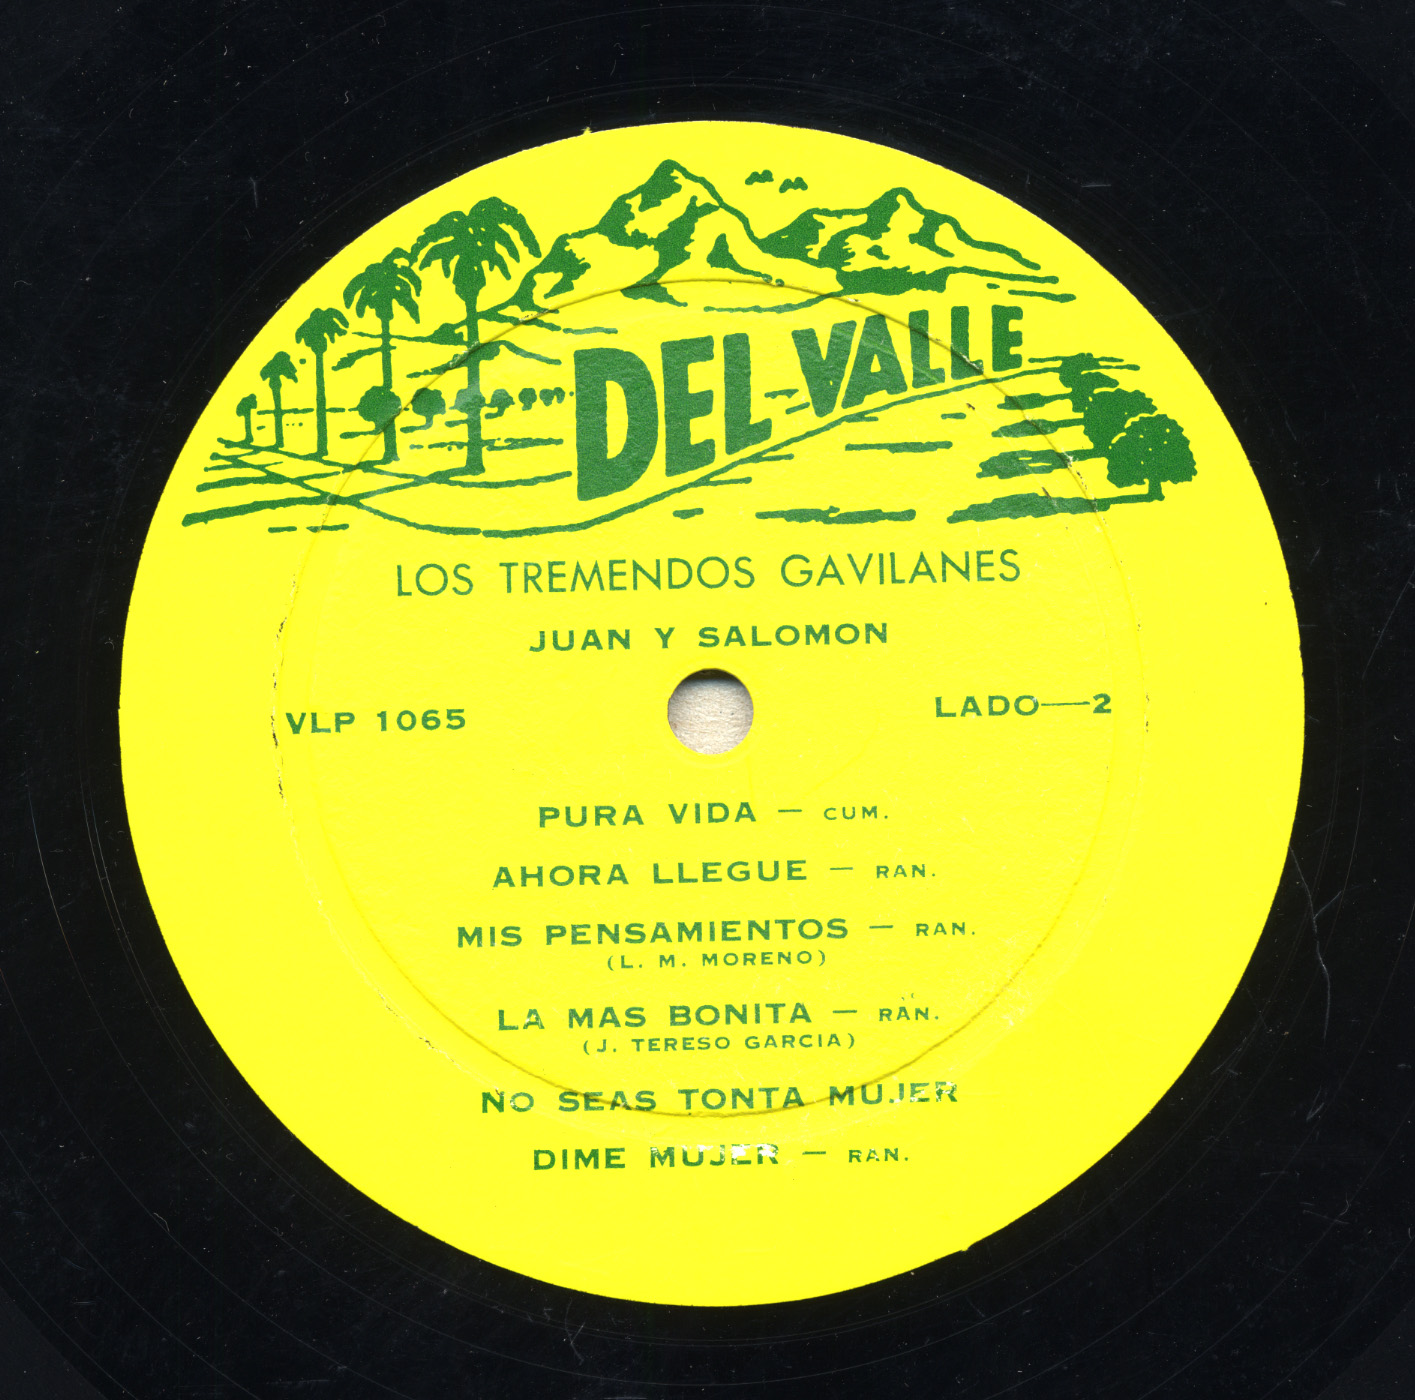 DEL VALLE
LOS TREMENDOS GAVILANES
JUAN Y SALOMON
VLP 1065
LADO—2
PURA VIDA — CUM.
AHORA LLEGUE — RAN.
MIS PENSAMIENTOS — RAN.
(L. M. MORENO)
LA MAS BONITA — RAN.
(J. TERESO GARCIA)
NO SEAS TONTA MUJER
DIME MUJER — RAN.